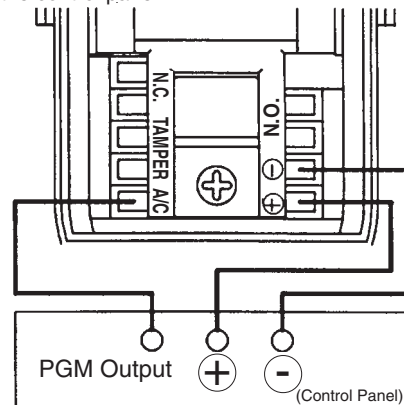 N.C. TAMPER A/C
N.O. ⊖ ⊕
PGM Output + -
(Control Panel)